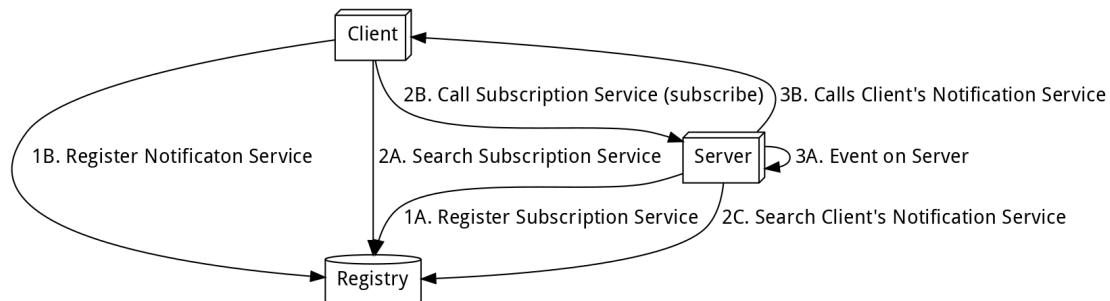 Client
2B. Call Subscription Service (subscribe)
3B. Calls Client's Notification Service
1B. Register Notificaton Service
2A. Search Subscription Service
Server
3A. Event on Server
1A. Register Subscription Service
2C. Search Client's Notification Service
Registry